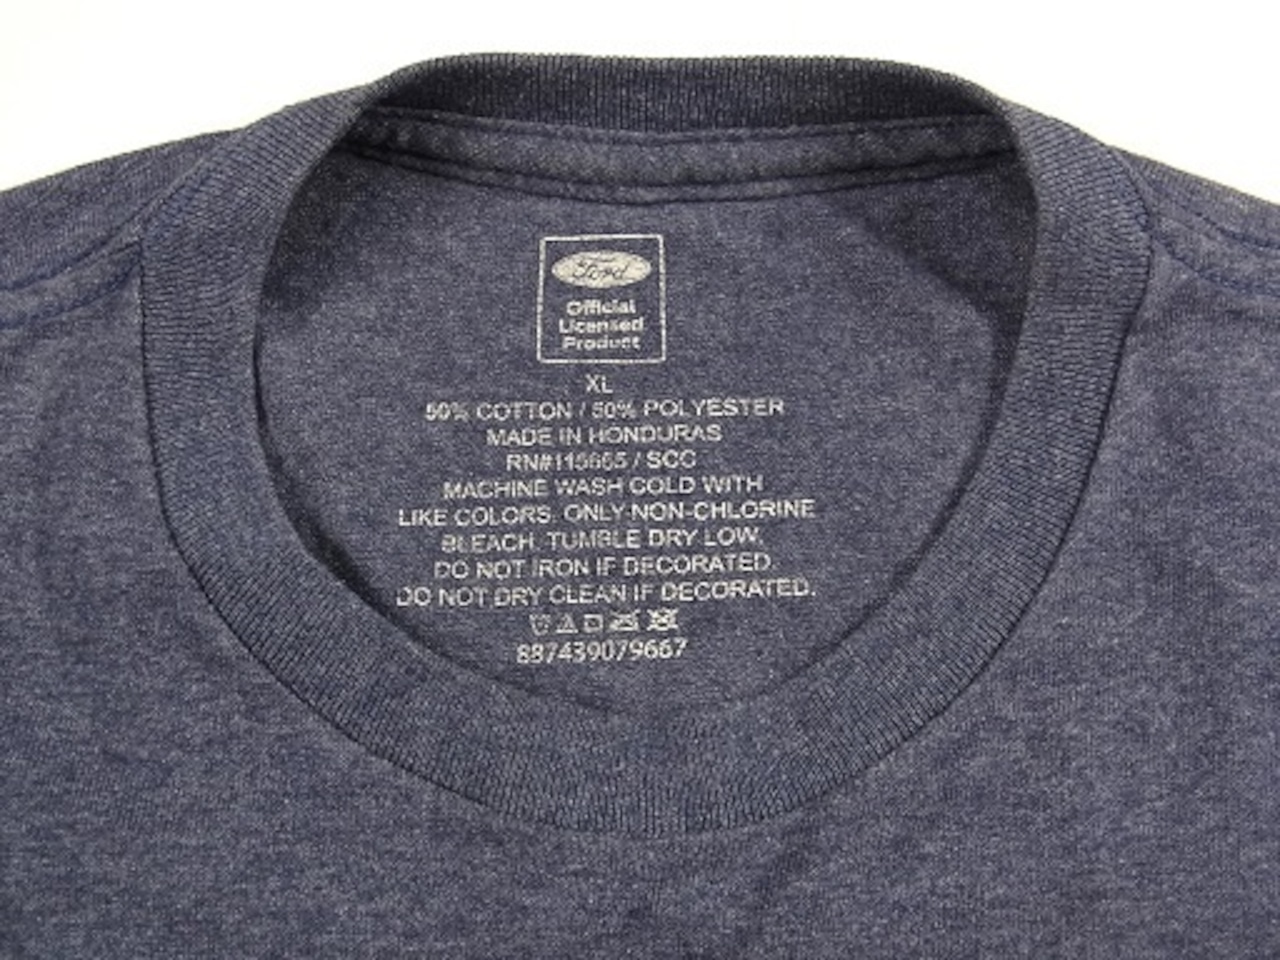 Ford
Official
Licensed
Product
XL
50% COTTON / 50% POLYESTER
MADE IN HONDURAS
RN#115665 / SCC
MACHINE WASH COLD WITH
LIKE COLORS. ONLY NON-CHLORINE
BLEACH. TUMBLE DRY LOW.
DO NOT IRON IF DECORATED.
DO NOT DRY CLEAN IF DECORATED.
887439079667